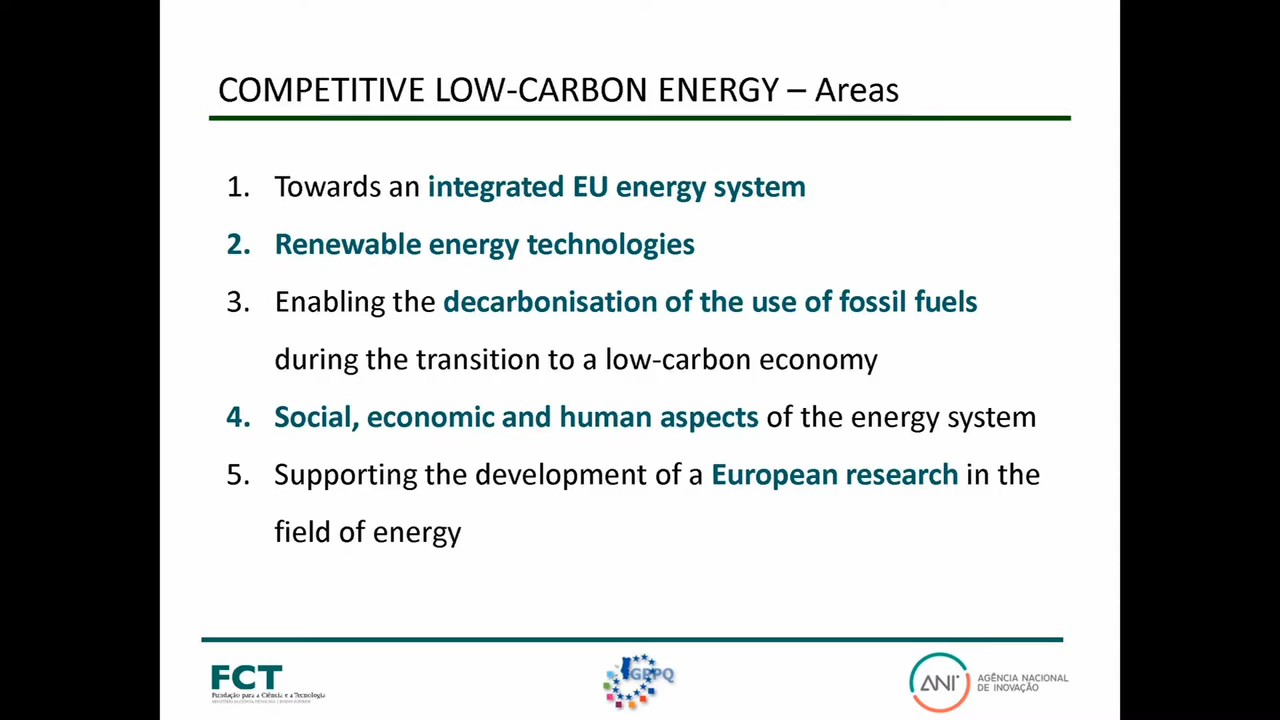 COMPETITIVE LOW-CARBON ENERGY – Areas
1. Towards an integrated EU energy system
2. Renewable energy technologies
3. Enabling the decarbonisation of the use of fossil fuels
during the transition to a low-carbon economy
4. Social, economic and human aspects of the energy system
5. Supporting the development of a European research in the
field of energy
FCT
Fundação para a Ciência e a Tecnologia
GPPQ
ANI
AGÊNCIA NACIONAL
DE INOVAÇÃO